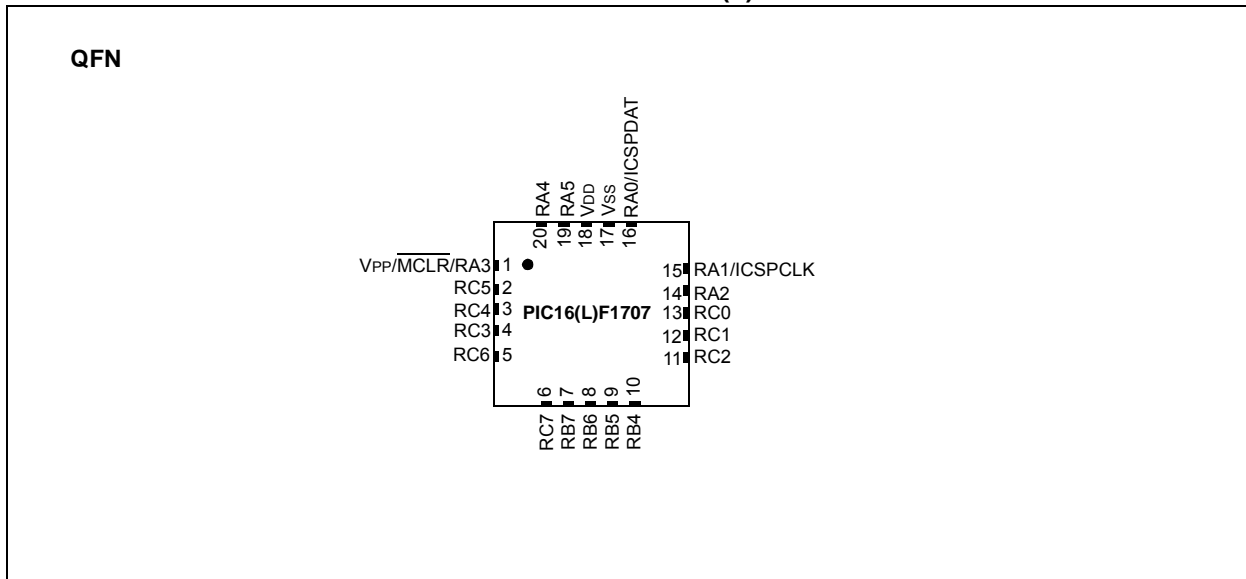 QFN
20 RA4
19 RA5
18 VDD
17 VSS
16 RA0/ICSPDAT
VPP/MCLR/RA3 1
RC5 2
RC4 3
RC3 4
RC6 5
PIC16(L)F1707
15 RA1/ICSPCLK
14 RA2
13 RC0
12 RC1
11 RC2
6 RC7
7 RB7
8 RB6
9 RB5
10 RB4